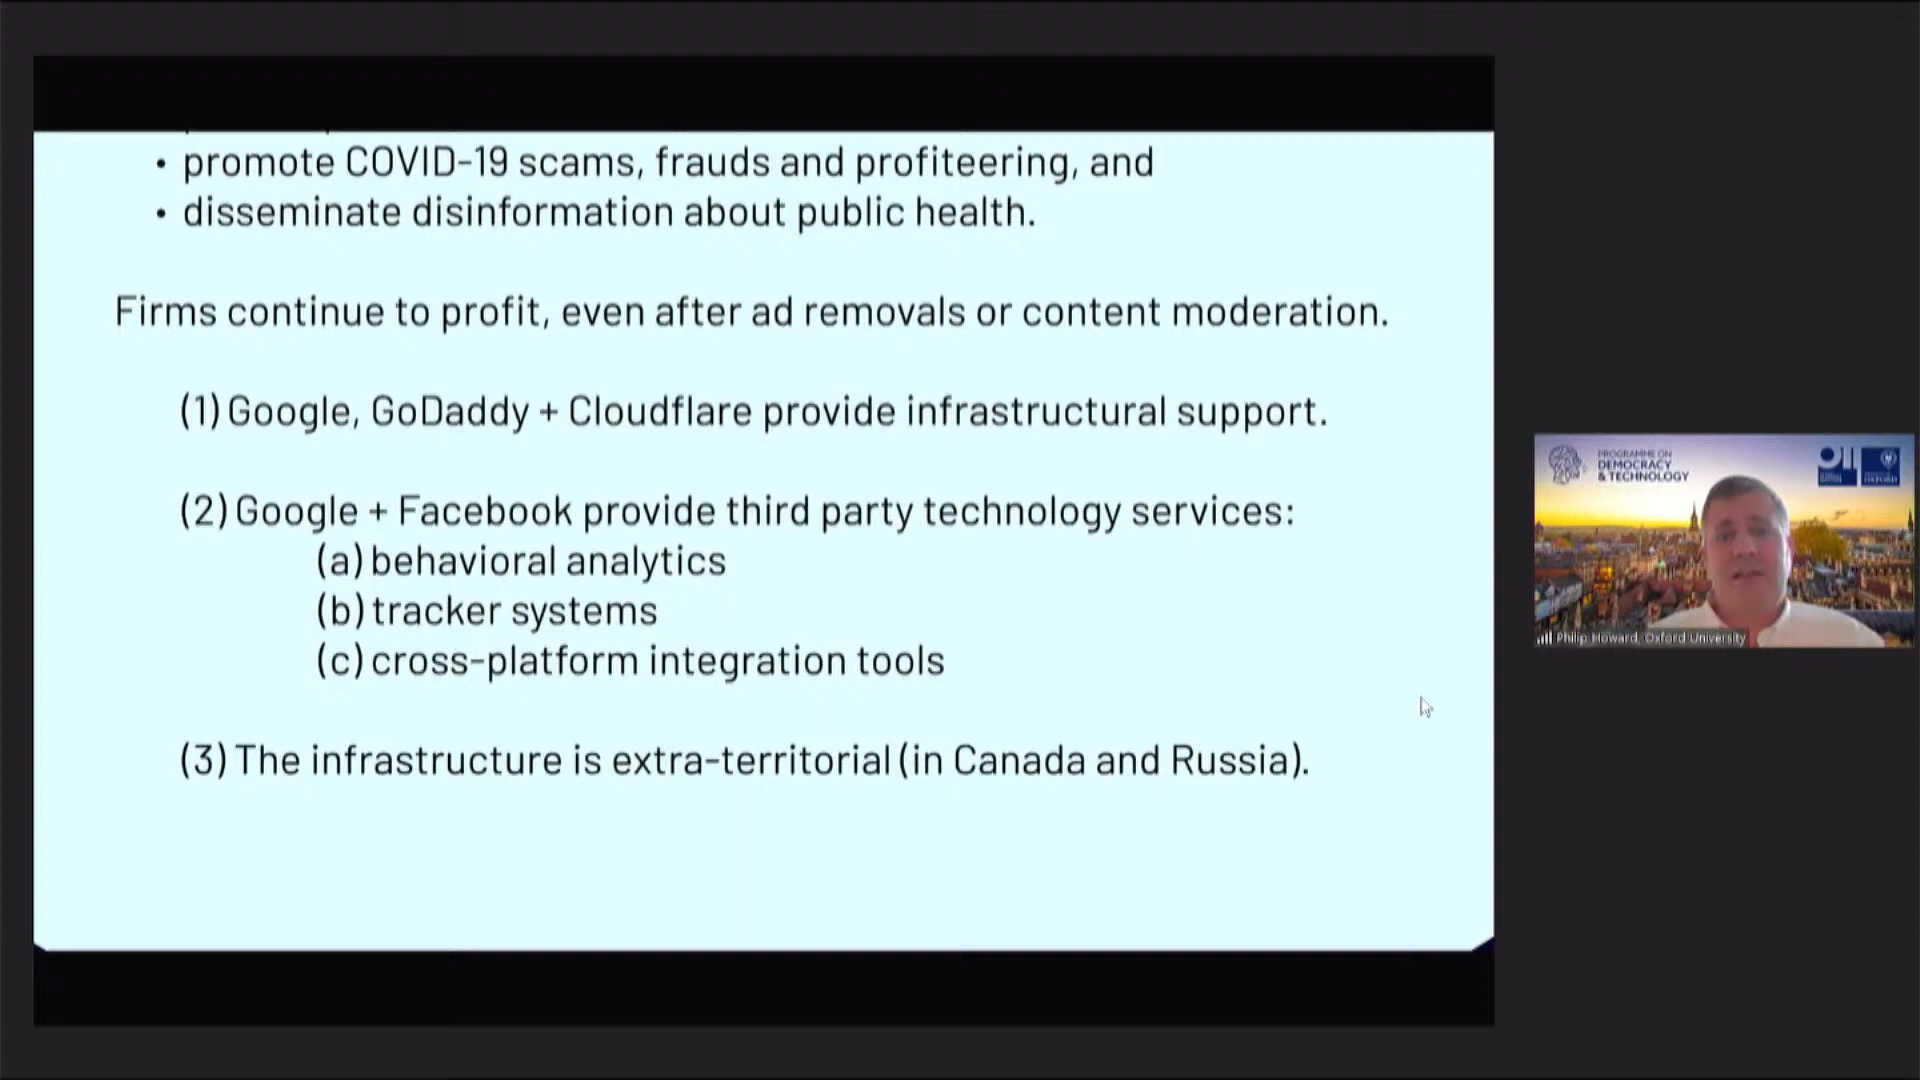 • promote COVID-19 scams, frauds and profiteering, and
• disseminate disinformation about public health.
Firms continue to profit, even after ad removals or content moderation.
(1) Google, GoDaddy + Cloudflare provide infrastructural support.
(2) Google + Facebook provide third party technology services:
(a) behavioral analytics
(b) tracker systems
(c) cross-platform integration tools
(3) The infrastructure is extra-territorial (in Canada and Russia).
PROGRAMME ON
DEMOCRACY
& TECHNOLOGY
OII
OXFORD
Philip Howard, Oxford University